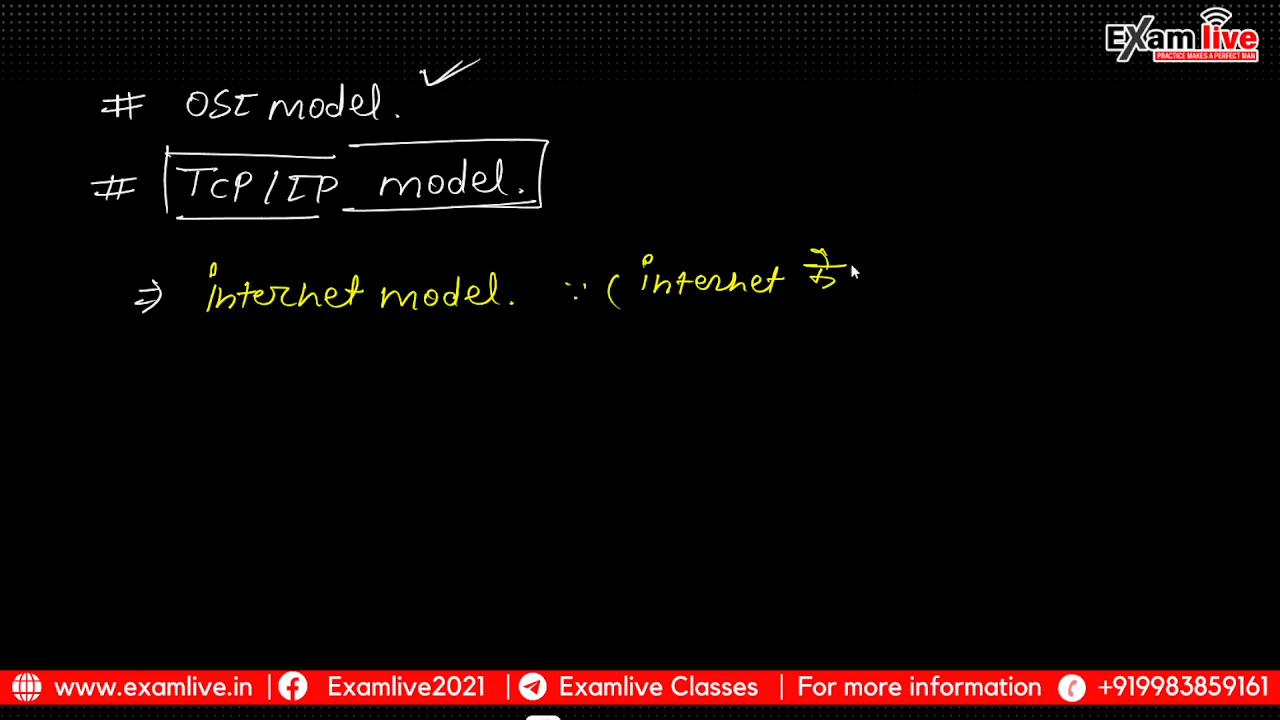 Exam live
PRACTICE MAKES A PERFECT MAN
# OSI model.
# TCP/IP model.
⇒ internet model. ∵ ( internet के
www.examlive.in | Examlive2021 | Examlive Classes | For more information +919983859161